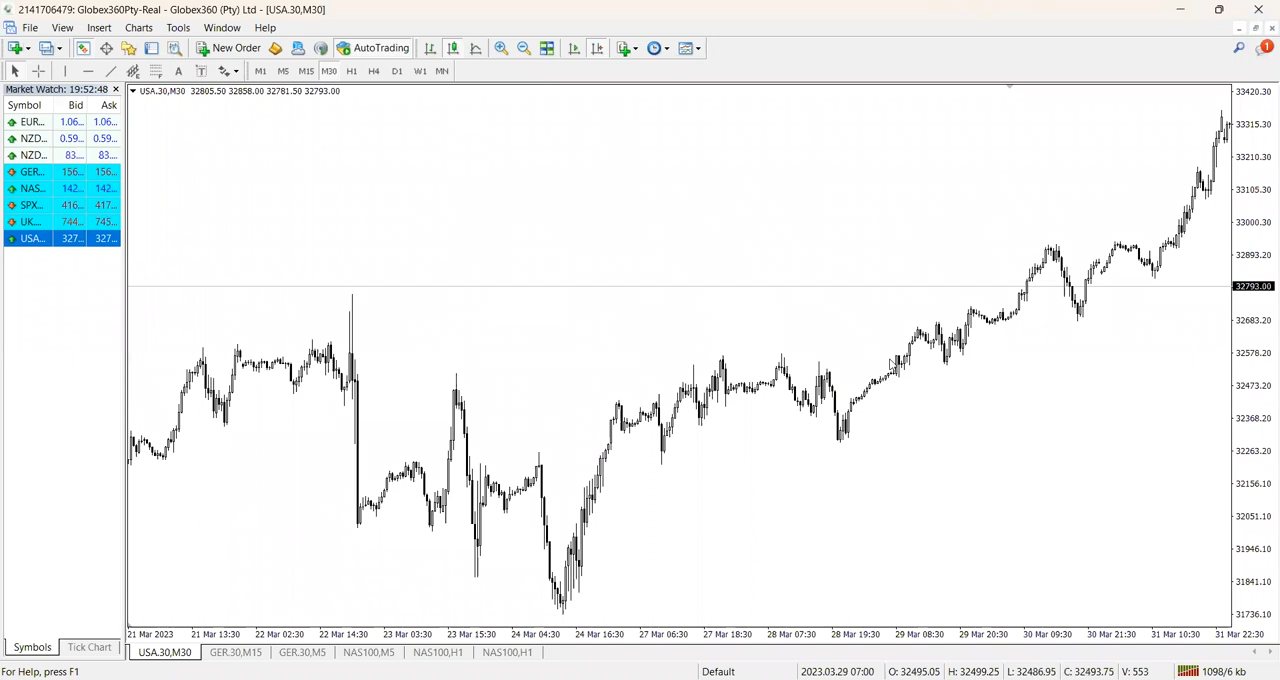 2141706479: Globex360Pty-Real - Globex360 (Pty) Ltd - [USA.30,M30]
File View Insert Charts Tools Window Help
New Order AutoTrading
A T M1 M5 M15 M30 H1 H4 D1 W1 MN
1
Market Watch: 19:52:48
Symbol Bid Ask
EUR... 1.06... 1.06...
NZD... 0.59... 0.59...
NZD... 83.... 83....
GER... 156... 156...
NAS... 142... 142...
SPX... 416... 417...
UK.... 744... 745...
USA... 327... 327...
Symbols Tick Chart
USA.30,M30 32805.50 32858.00 32781.50 32793.00
33420.30
33315.30
33210.30
33105.30
33000.30
32893.20
32793.00
32683.20
32578.20
32473.20
32368.20
32263.20
32156.10
32051.10
31946.10
31841.10
31736.10
21 Mar 2023 21 Mar 13:30 22 Mar 02:30 22 Mar 14:30 23 Mar 03:30 23 Mar 15:30 24 Mar 04:30 24 Mar 16:30 27 Mar 06:30 27 Mar 18:30 28 Mar 07:30 28 Mar 19:30 29 Mar 08:30 29 Mar 20:30 30 Mar 09:30 30 Mar 21:30 31 Mar 10:30 31 Mar 22:30
USA.30,M30 GER.30,M15 GER.30,M5 NAS100,M5 NAS100,H1 NAS100,H1
For Help, press F1 Default 2023.03.29 07:00 O: 32495.05 H: 32499.25 L: 32486.95 C: 32493.75 V: 553 1098/6 kb